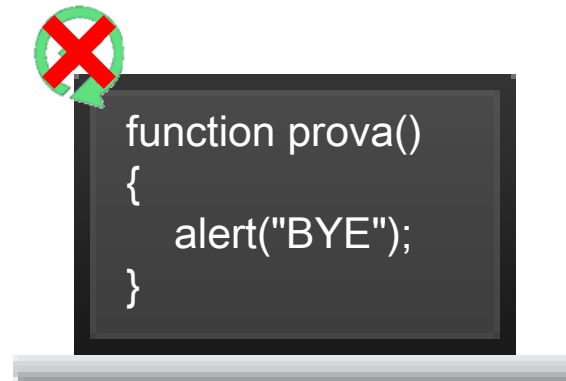 function prova()
{
alert("BYE");
}